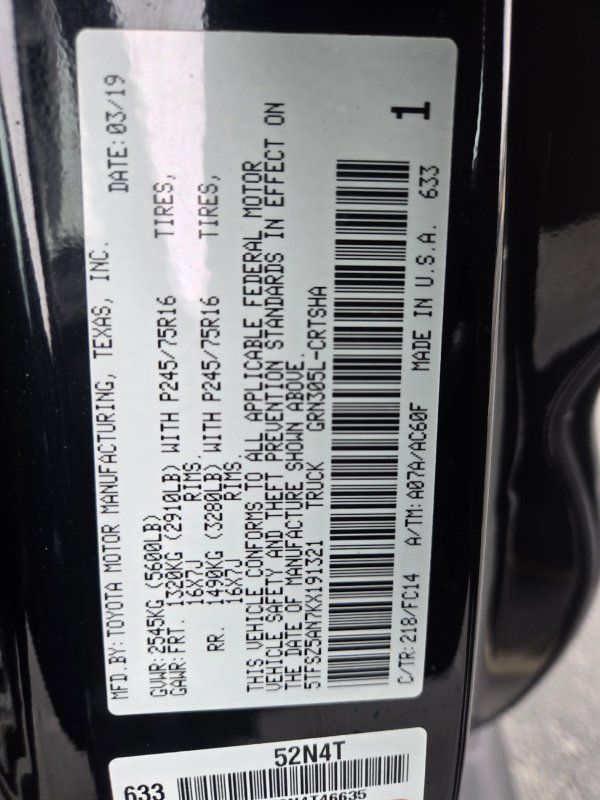 MFD.BY: TOYOTA MOTOR MANUFACTURING, TEXAS, INC. DATE: 03/19
GVWR: 2545KG (5600LB)
GAWR: FRT. 1320KG (2910LB) WITH P245/75R16 TIRES,
16X7J RIMS.
RR. 1490KG (3280LB) WITH P245/75R16 TIRES,
16X7J RIMS.
THIS VEHICLE CONFORMS TO ALL APPLICABLE FEDERAL MOTOR
VEHICLE SAFETY AND THEFT PREVENTION STANDARDS IN EFFECT ON
THE DATE OF MANUFACTURE SHOWN ABOVE.
5TFSZ5AN7KX191321 TRUCK GRN305L-CRTSHA
C/TR: 218/FC14 A/TM: A07A/AC60F MADE IN U.S.A. 633
1
52N4T
633